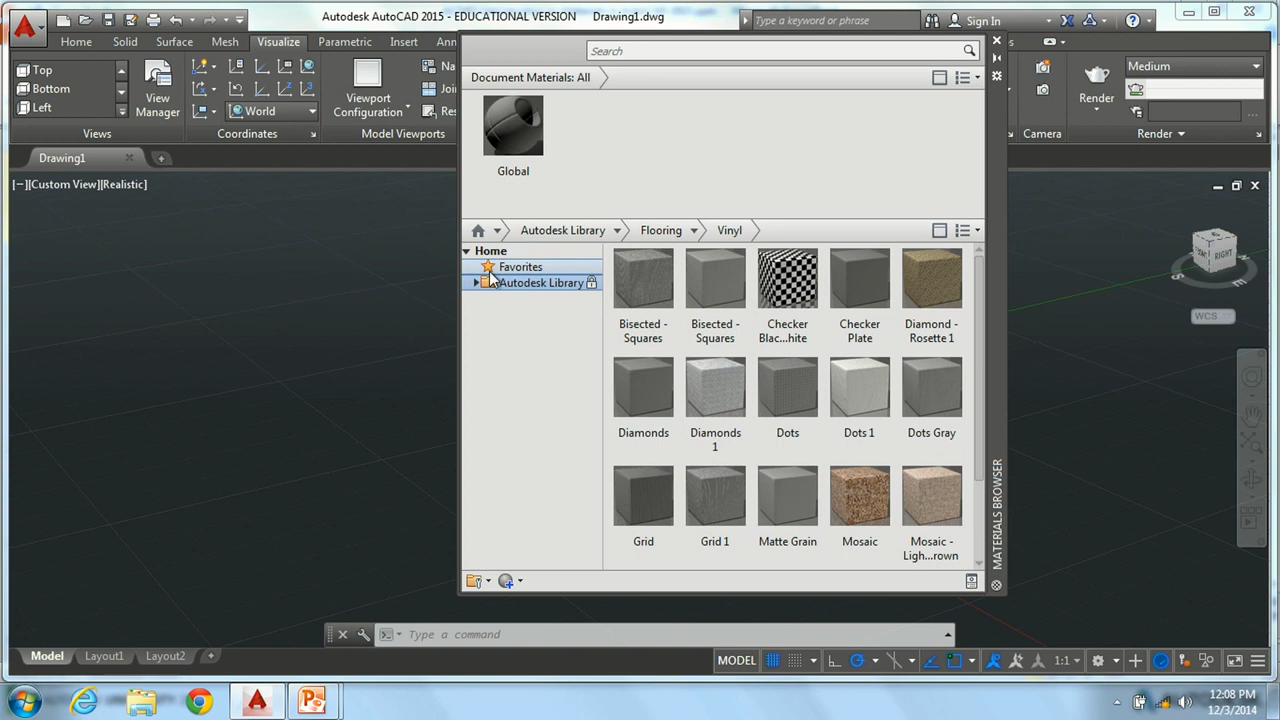 Autodesk AutoCAD 2015 - EDUCATIONAL VERSION Drawing1.dwg
Type a keyword or phrase
Sign In
Home Solid Surface Mesh Visualize Parametric Insert
Top
Bottom
Left
View
Manager
World
Viewport
Configuration
Views
Coordinates
Model Viewports
Medium
Render
Camera
Render
Drawing1
[−][Custom View][Realistic]
Search
Document Materials: All
Global
Autodesk Library Flooring Vinyl
Home
Favorites
Autodesk Library
Bisected -
Squares
Bisected -
Squares
Checker
Blac...hite
Checker
Plate
Diamond -
Rosette 1
Diamonds
Diamonds
1
Dots
Dots 1
Dots Gray
Grid
Grid 1
Matte Grain
Mosaic
Mosaic -
Ligh...rown
MATERIALS BROWSER
WCS
Type a command
Model Layout1 Layout2
MODEL
1:1
12:08 PM
12/3/2014